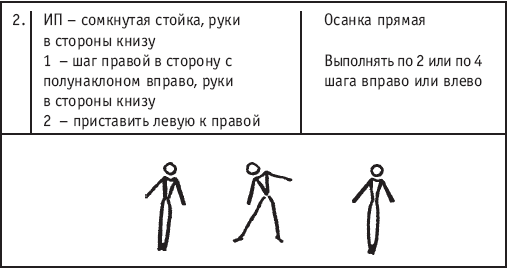 2. ИП – сомкнутая стойка, руки
в стороны книзу
1 – шаг правой в сторону с
полунаклоном вправо, руки
в стороны книзу
2 – приставить левую к правой
Осанка прямая
Выполнять по 2 или по 4
шага вправо или влево